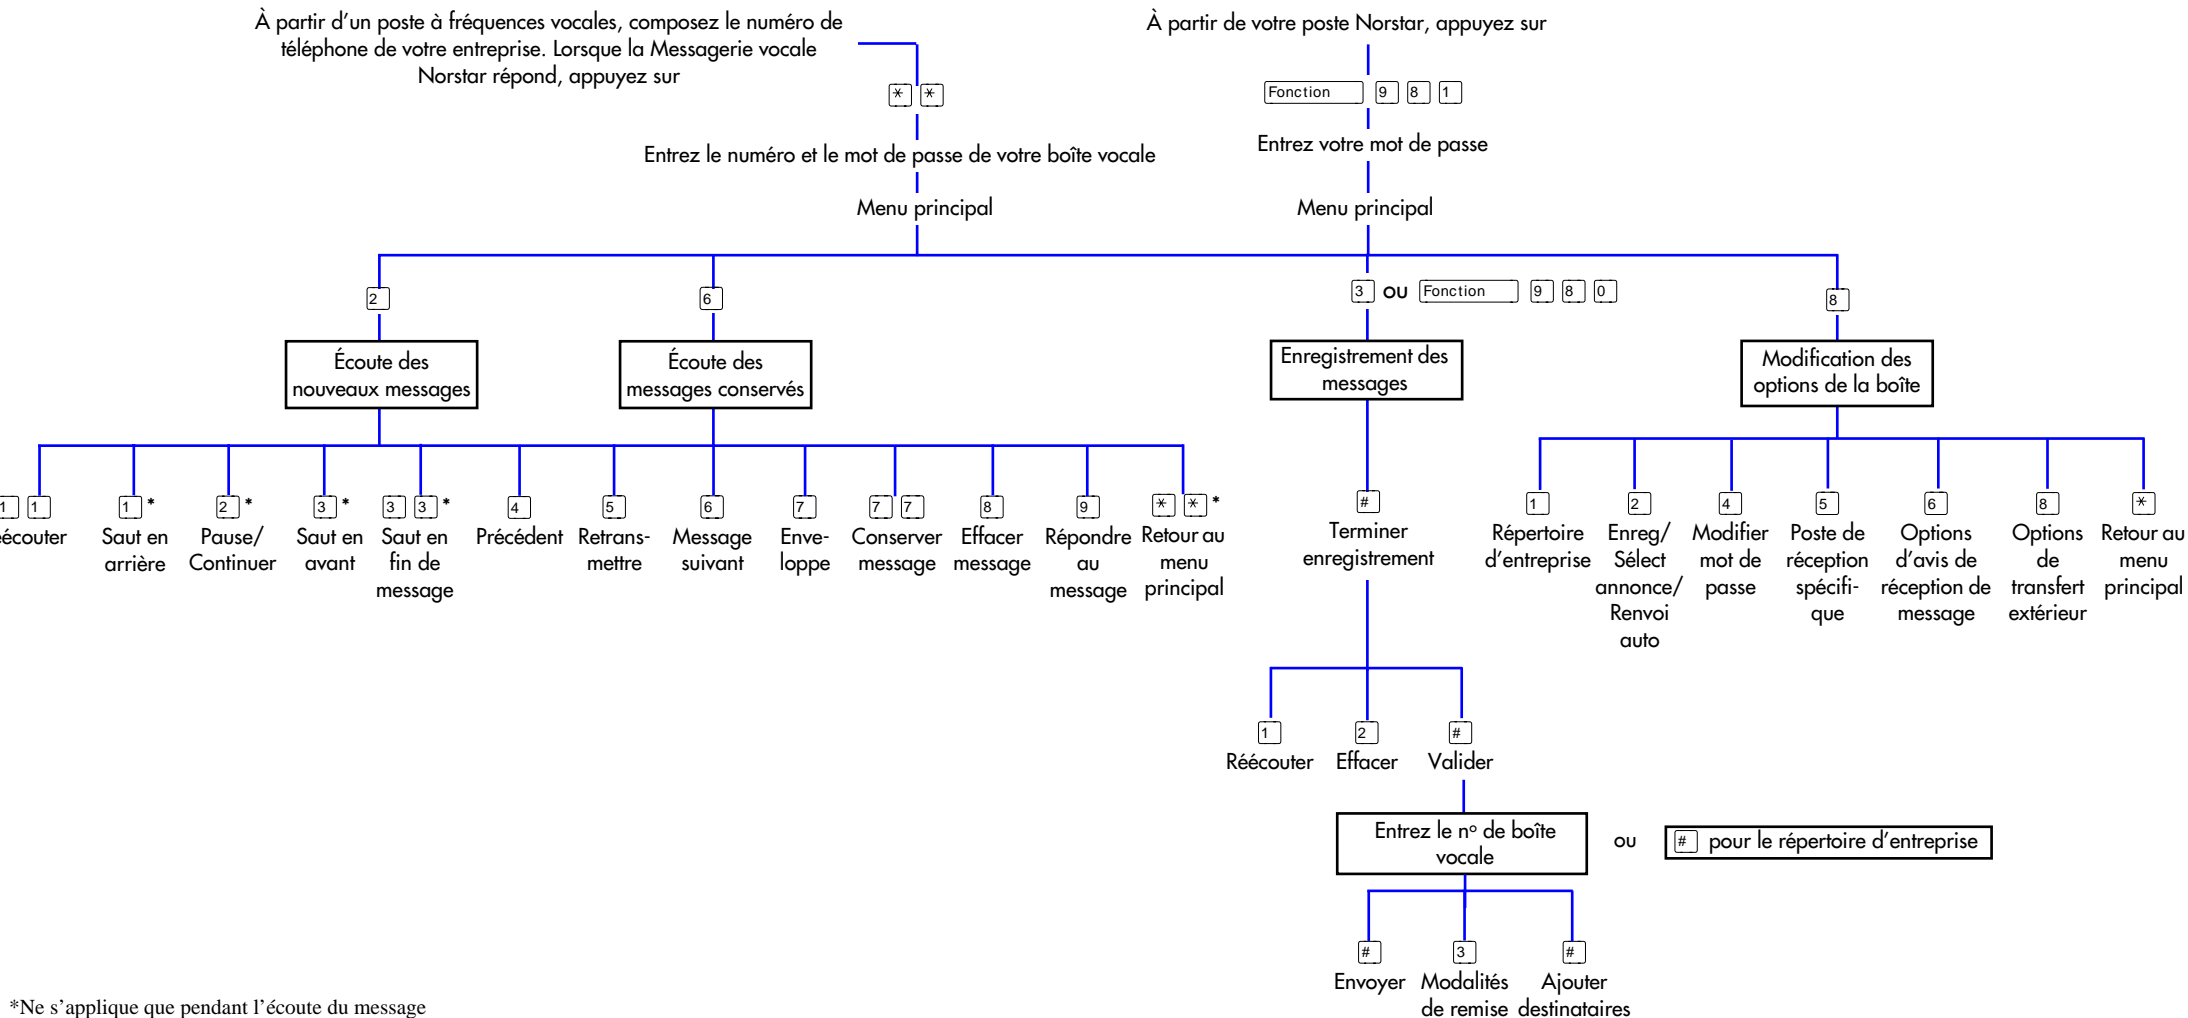 À partir d'un poste à fréquences vocales, composez le numéro de
téléphone de votre entreprise. Lorsque la Messagerie vocale
Norstar répond, appuyez sur
* *
Entrez le numéro et le mot de passe de votre boîte vocale
Menu principal
À partir de votre poste Norstar, appuyez sur
Fonction 9 8 1
Entrez votre mot de passe
Menu principal
2
Écoute des
nouveaux messages
6
Écoute des
messages conservés
3 ou Fonction 9 8 0
Enregistrement des
messages
8
Modification des
options de la boîte
1 1
1 *
Saut en
arrière
2 *
Pause/
Continuer
3 *
Saut en
avant
3 3 *
Saut en
fin de
message
4
Précédent
5
Retrans-
mettre
6
Message
suivant
7
Enve-
loppe
7 7
Conserver
message
8
Effacer
message
9
Répondre
au
message
* * *
Retour au
menu
principal
#
Terminer
enregistrement
1
Répertoire
d'entreprise
2
Enreg/
Sélect
annonce/
Renvoi
auto
4
Modifier
mot de
passe
5
Poste de
réception
spécifi-
que
6
Options
d'avis de
réception de
message
8
Options
de
transfert
extérieur
*
Retour au
menu
principal
1
Réécouter
2
Effacer
#
Valider
Entrez le nº de boîte
vocale
ou
# pour le répertoire d'entreprise
#
Envoyer
3
Modalités
de remise
#
Ajouter
destinataires
*Ne s'applique que pendant l'écoute du message